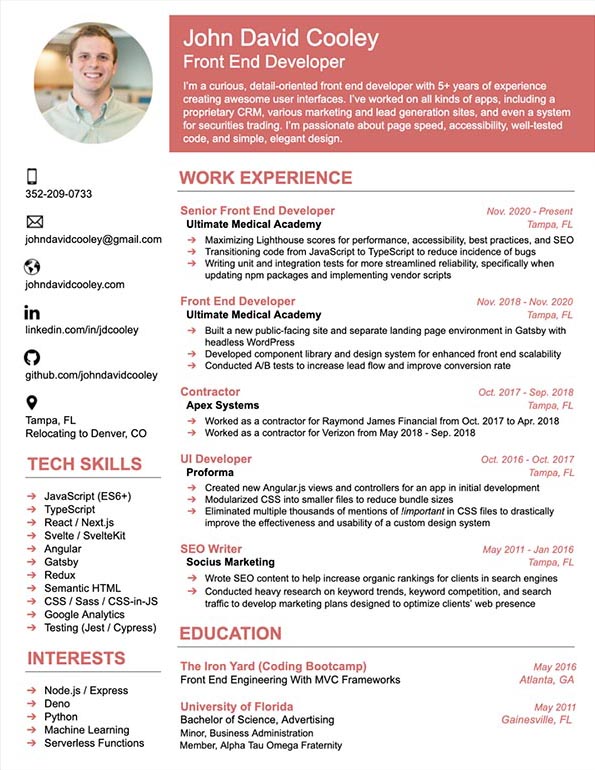 John David Cooley
Front End Developer
I'm a curious, detail-oriented front end developer with 5+ years of experience
creating awesome user interfaces. I've worked on all kinds of apps, including a
proprietary CRM, various marketing and lead generation sites, and even a system
for securities trading. I'm passionate about page speed, accessibility, well-tested
code, and simple, elegant design.
352-209-0733
johndavidcooley@gmail.com
johndavidcooley.com
linkedin.com/in/jdcooley
github.com/johndavidcooley
Tampa, FL
Relocating to Denver, CO
TECH SKILLS
➔ JavaScript (ES6+)
➔ TypeScript
➔ React / Next.js
➔ Svelte / SvelteKit
➔ Angular
➔ Gatsby
➔ Redux
➔ Semantic HTML
➔ CSS / Sass / CSS-in-JS
➔ Google Analytics
➔ Testing (Jest / Cypress)
INTERESTS
➔ Node.js / Express
➔ Deno
➔ Python
➔ Machine Learning
➔ Serverless Functions
WORK EXPERIENCE
Senior Front End Developer Nov. 2020 - Present
Ultimate Medical Academy Tampa, FL
➔ Maximizing Lighthouse scores for performance, accessibility, best practices, and SEO
➔ Transitioning code from JavaScript to TypeScript to reduce incidence of bugs
➔ Writing unit and integration tests for more streamlined reliability, specifically when
updating npm packages and implementing vendor scripts
Front End Developer Nov. 2018 - Nov. 2020
Ultimate Medical Academy Tampa, FL
➔ Built a new public-facing site and separate landing page environment in Gatsby with
headless WordPress
➔ Developed component library and design system for enhanced front end scalability
➔ Conducted A/B tests to increase lead flow and improve conversion rate
Contractor Oct. 2017 - Sep. 2018
Apex Systems Tampa, FL
➔ Worked as a contractor for Raymond James Financial from Oct. 2017 to Apr. 2018
➔ Worked as a contractor for Verizon from May 2018 - Sep. 2018
UI Developer Oct. 2016 - Oct. 2017
Proforma Tampa, FL
➔ Created new Angular.js views and controllers for an app in initial development
➔ Modularized CSS into smaller files to reduce bundle sizes
➔ Eliminated multiple thousands of mentions of !important in CSS files to drastically
improve the effectiveness and usability of a custom design system
SEO Writer May 2011 - Jan 2016
Socius Marketing Tampa, FL
➔ Wrote SEO content to help increase organic rankings for clients in search engines
➔ Conducted heavy research on keyword trends, keyword competition, and search
traffic to develop marketing plans designed to optimize clients' web presence
EDUCATION
The Iron Yard (Coding Bootcamp) May 2016
Front End Engineering With MVC Frameworks Atlanta, GA
University of Florida May 2011
Bachelor of Science, Advertising Gainesville, FL
Minor, Business Administration
Member, Alpha Tau Omega Fraternity